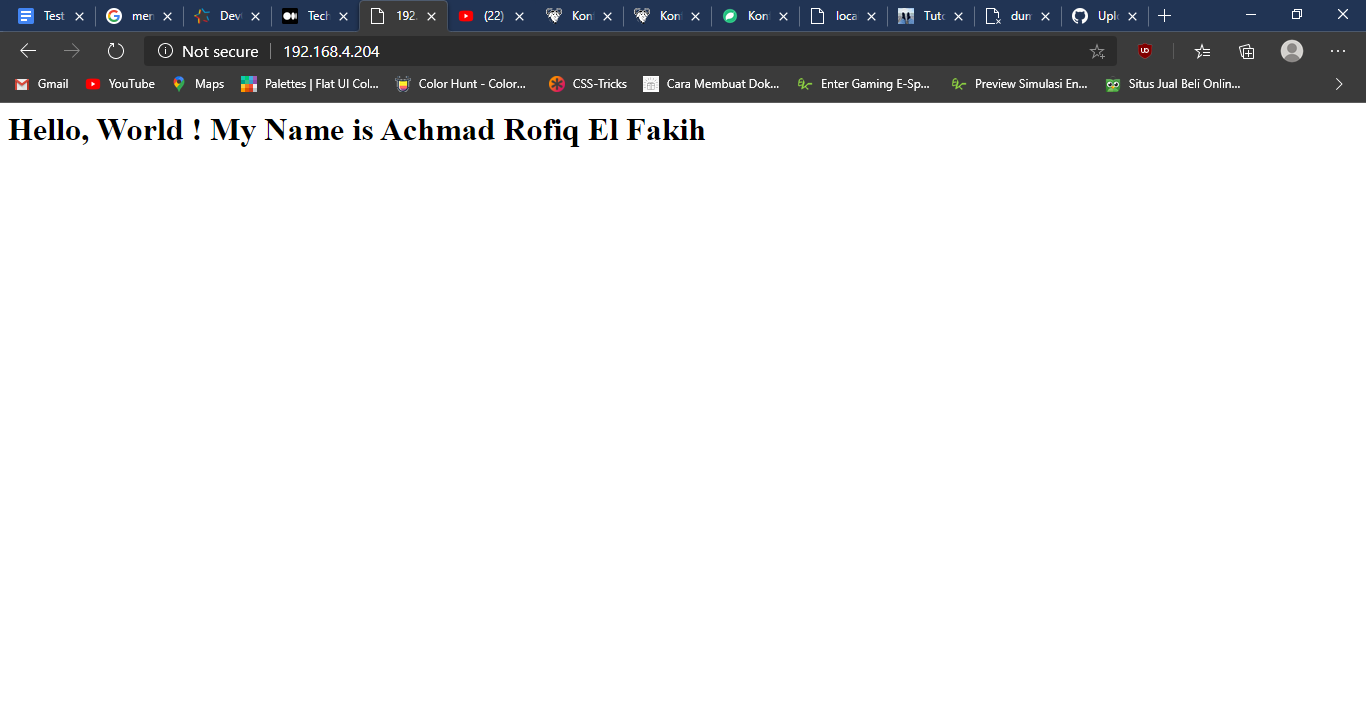 Test men Devi Tech 192. (22) Kon Kon Kon loca Tuto dum Uplo
Not secure 192.168.4.204
Gmail YouTube Maps Palettes | Flat UI Col... Color Hunt - Color... CSS-Tricks Cara Membuat Dok... Enter Gaming E-Sp... Preview Simulasi En... Situs Jual Beli Onlin...
Hello, World ! My Name is Achmad Rofiq El Fakih